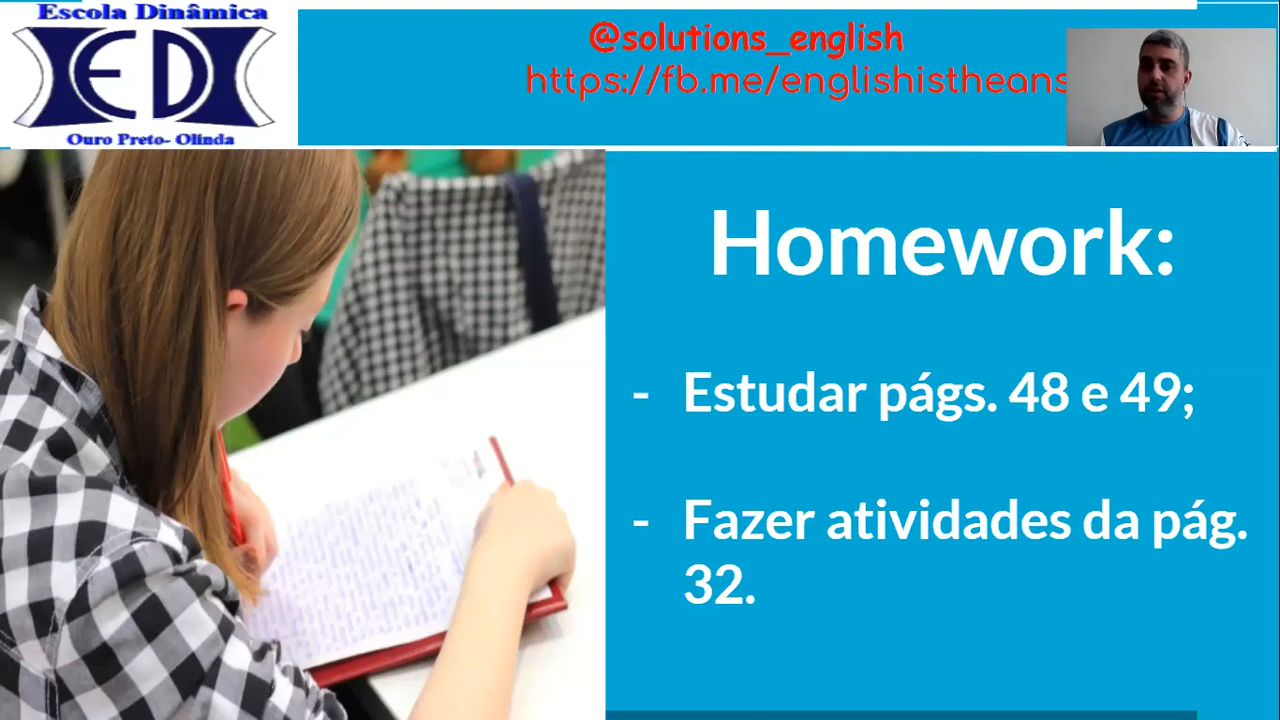 Escola Dinâmica
ED
Ouro Preto- Olinda
@solutions_english
https://fb.me/englishistheans
Homework:
- Estudar págs. 48 e 49;
- Fazer atividades da pág.
32.